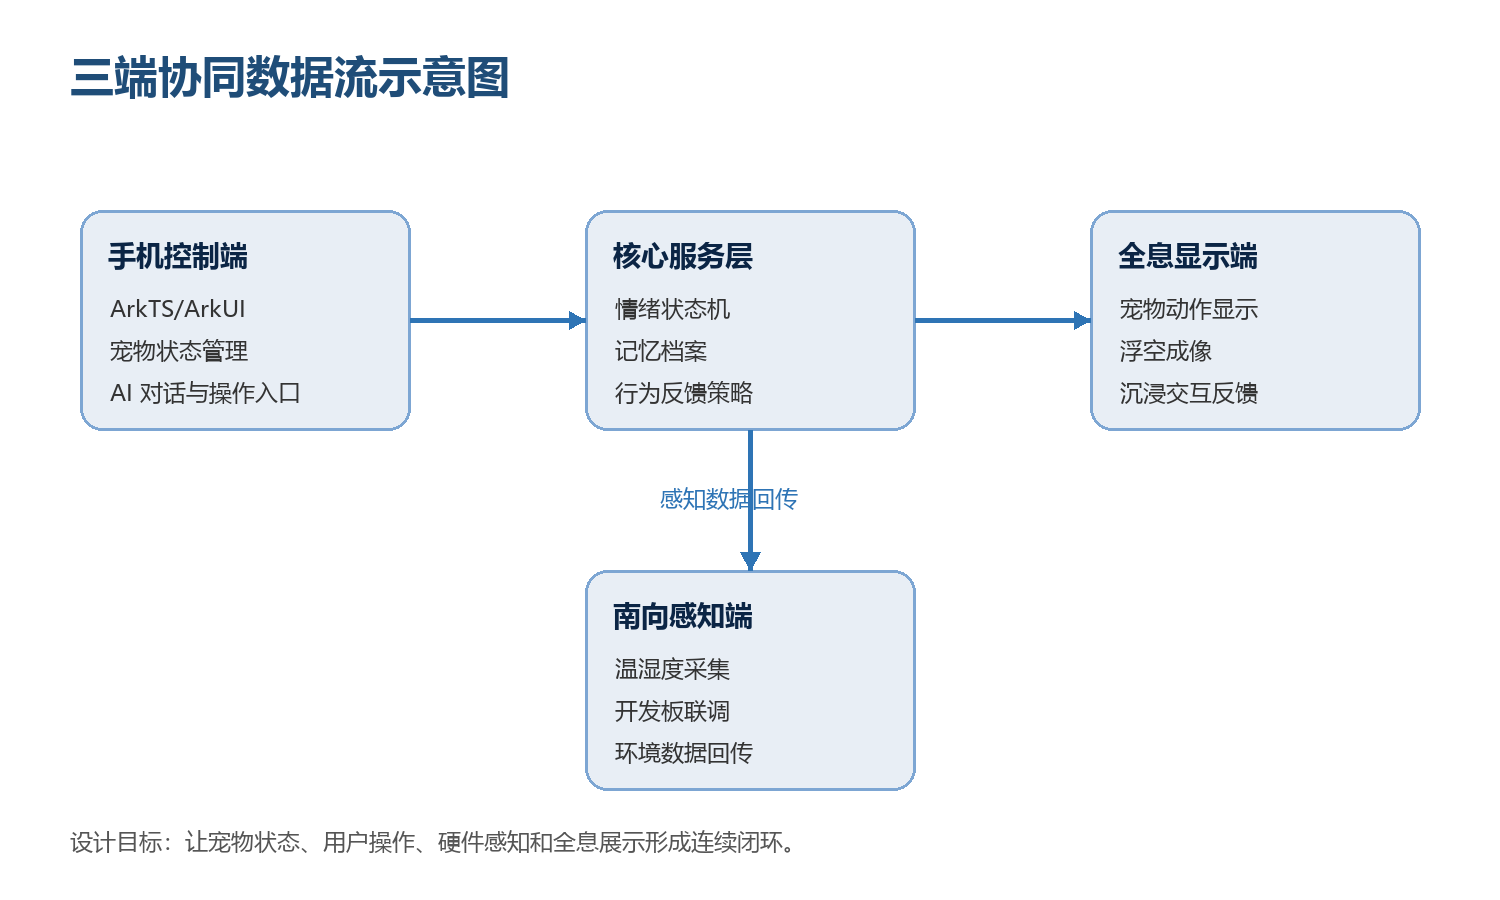 三端协同数据流示意图
手机控制端
ArkTS/ArkUI
宠物状态管理
AI 对话与操作入口
核心服务层
情绪状态机
记忆档案
行为反馈策略
全息显示端
宠物动作显示
浮空成像
沉浸交互反馈
感知数据回传
南向感知端
温湿度采集
开发板联调
环境数据回传
设计目标：让宠物状态、用户操作、硬件感知和全息展示形成连续闭环。